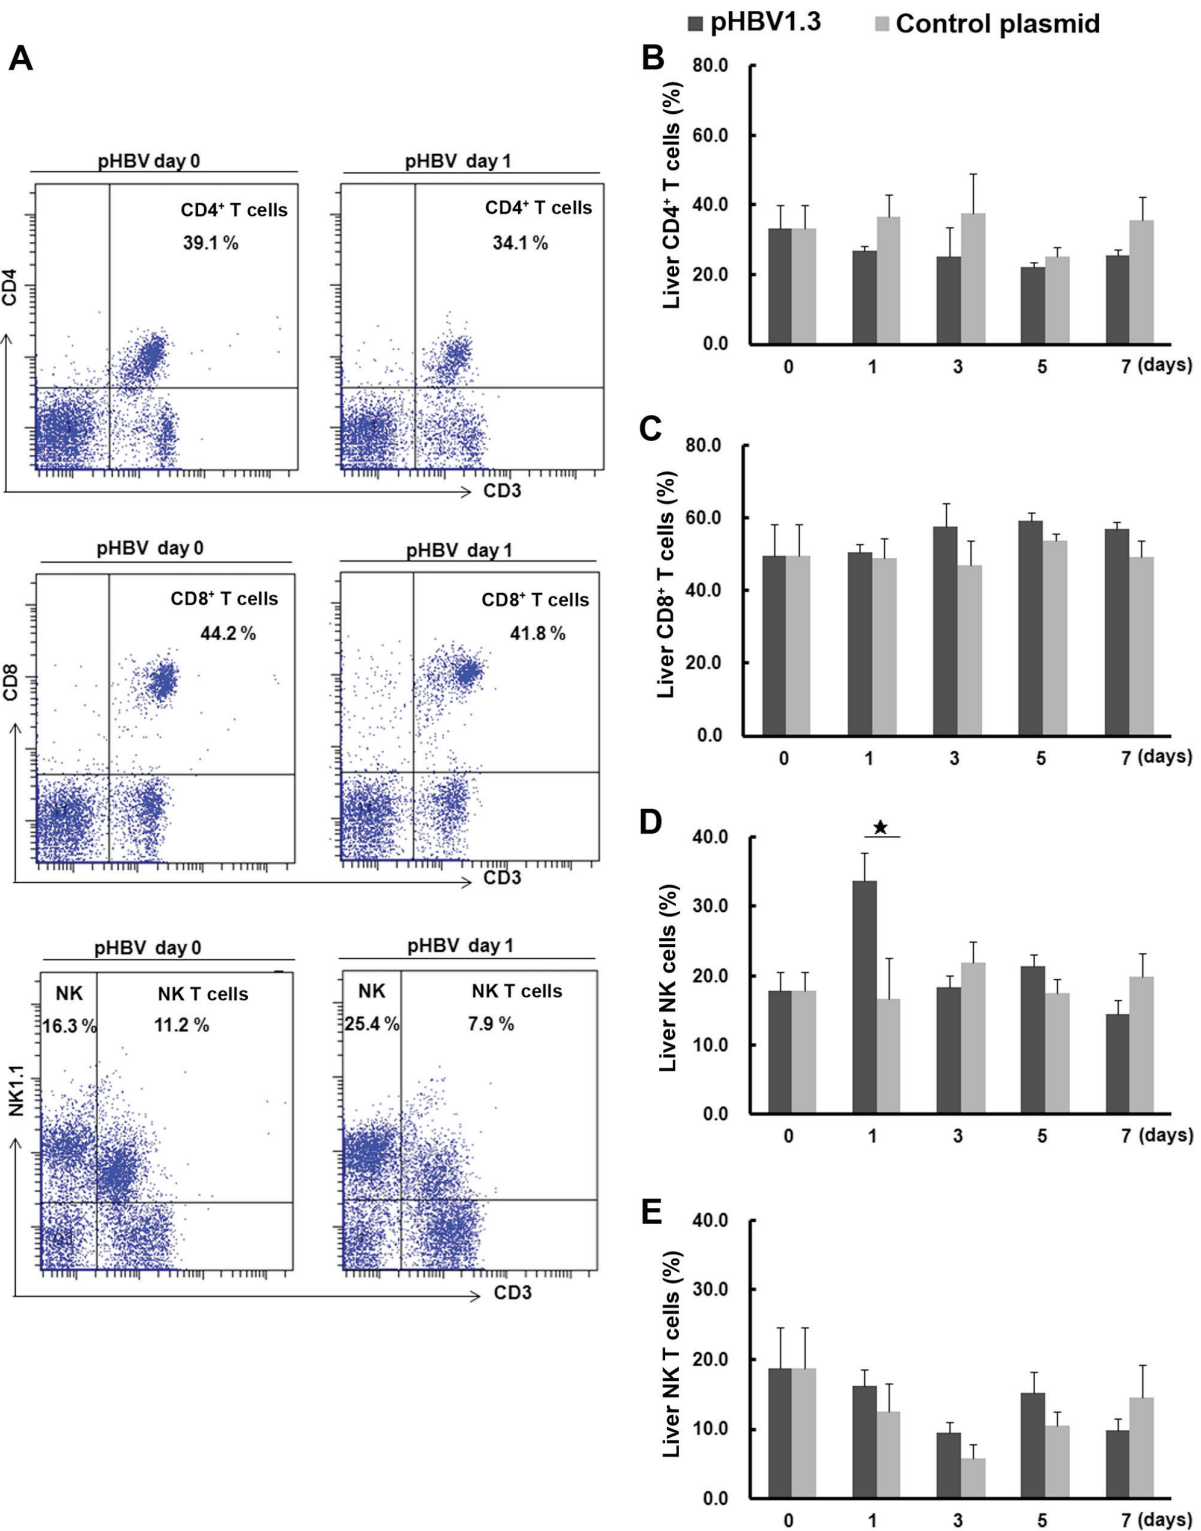 pHBV1.3 Control plasmid
A
pHBV day 0 pHBV day 1
CD4⁺ T cells
39.1 %
CD4⁺ T cells
34.1 %
CD4
CD3
pHBV day 0 pHBV day 1
CD8⁺ T cells
44.2 %
CD8⁺ T cells
41.8 %
CD8
CD3
pHBV day 0 pHBV day 1
NK NK T cells
16.3 % 11.2 %
NK NK T cells
25.4 % 7.9 %
NK1.1
CD3
B
Liver CD4⁺ T cells (%)
80.0
60.0
40.0
20.0
0.0
0 1 3 5 7 (days)
C
Liver CD8⁺ T cells (%)
80.0
60.0
40.0
20.0
0.0
0 1 3 5 7 (days)
D
Liver NK cells (%)
40.0
30.0
20.0
10.0
0.0
★
0 1 3 5 7 (days)
E
Liver NK T cells (%)
40.0
30.0
20.0
10.0
0.0
0 1 3 5 7 (days)